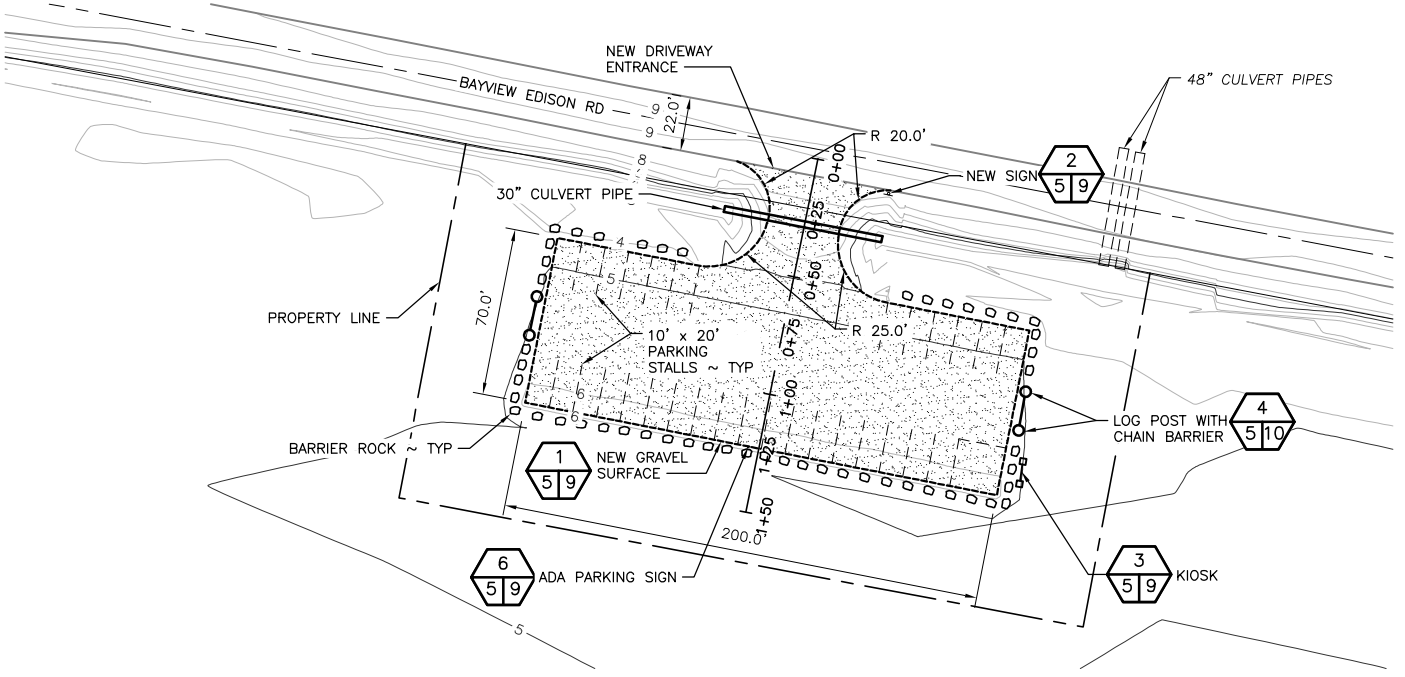 NEW DRIVEWAY
ENTRANCE
48” CULVERT PIPES
BAYVIEW EDISON RD
9
9
22.0'
8
R 20.0'
0+00
NEW SIGN
2
5 9
30” CULVERT PIPE
0+25
4
5
0+50
70.0'
PROPERTY LINE
10' x 20'
PARKING
STALLS ~ TYP
R 25.0'
0+75
1+00
6
6
LOG POST WITH
CHAIN BARRIER
4
5 10
BARRIER ROCK ~ TYP
1
5 9
NEW GRAVEL
SURFACE
1+25
1+50
200.0'
6
5 9
ADA PARKING SIGN
3
5 9
KIOSK
5